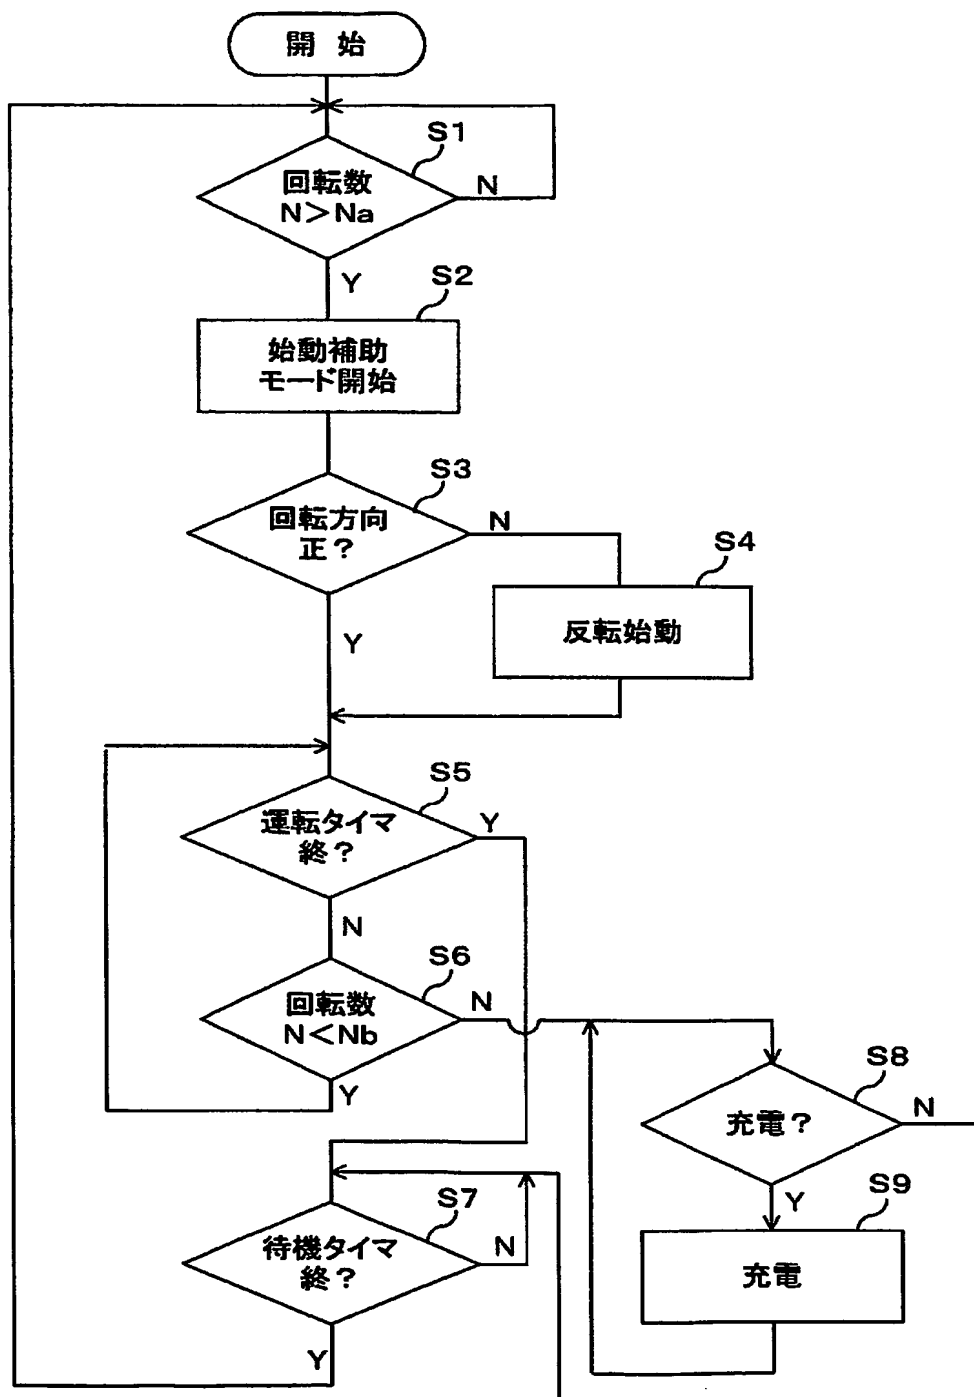 開 始
S1
回転数
N>Na
N
Y
S2
始動補助
モード開始
S3
回転方向
正?
N
Y
S4
反転始動
S5
運転タイマ
終?
Y
N
S6
回転数
N<Nb
N
Y
S8
充電?
N
Y
S7
待機タイマ
終?
N
Y
S9
充電